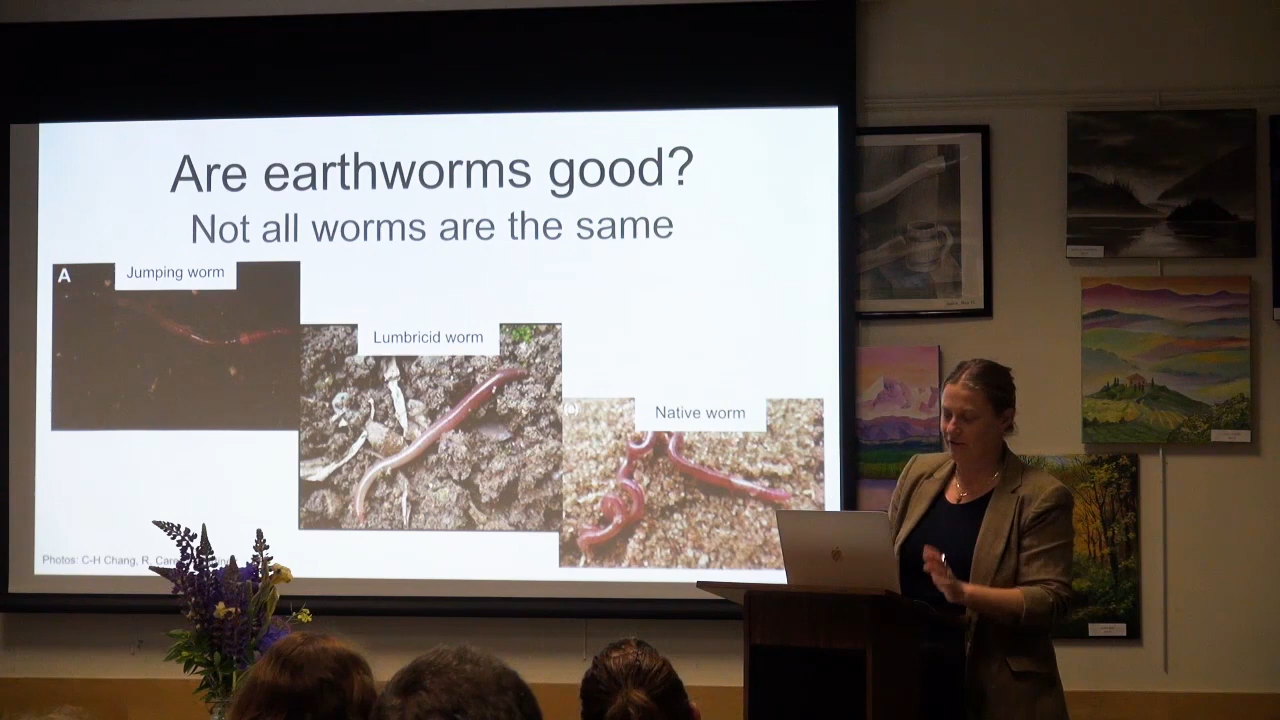 Are earthworms good?
Not all worms are the same
A
Jumping worm
Lumbricid worm
Native worm
Photos: C-H Chang, R.